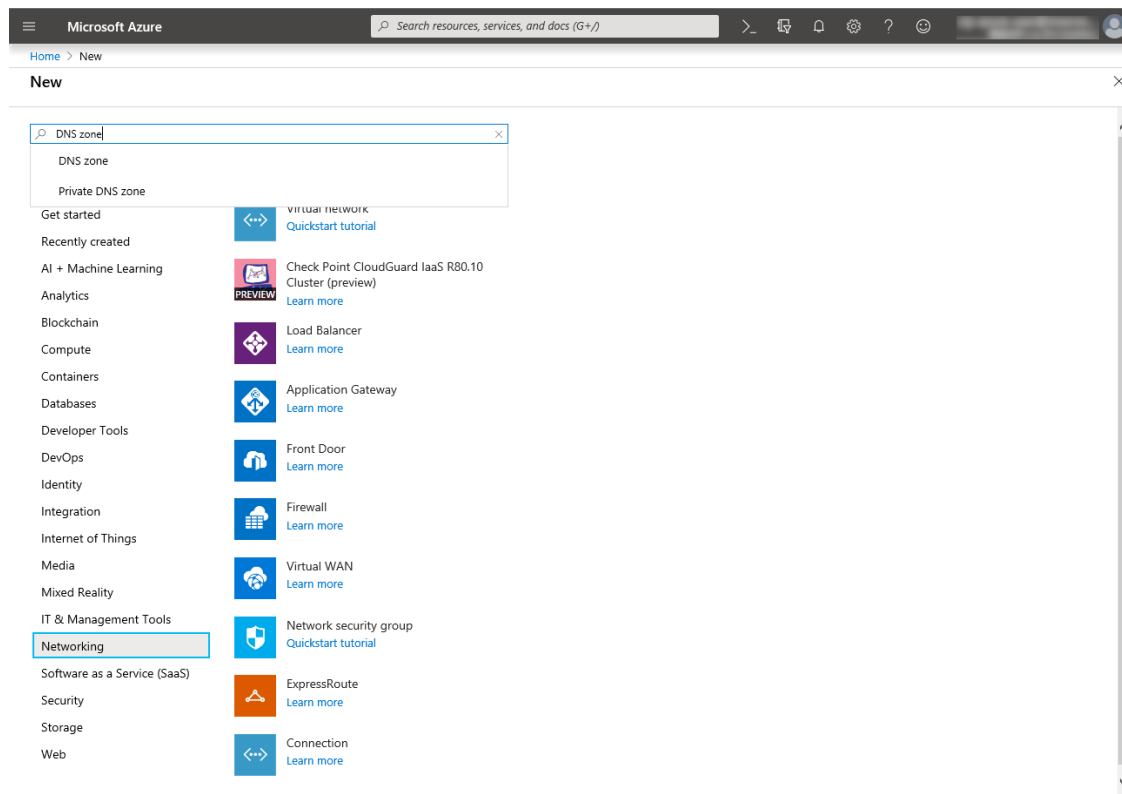 Microsoft Azure
Search resources, services, and docs (G+/)
Home > New
New
DNS zone
DNS zone
Private DNS zone
Get started
Recently created
AI + Machine Learning
Analytics
Blockchain
Compute
Containers
Databases
Developer Tools
DevOps
Identity
Integration
Internet of Things
Media
Mixed Reality
IT & Management Tools
Networking
Software as a Service (SaaS)
Security
Storage
Web
Virtual network
Quickstart tutorial
PREVIEW
Check Point CloudGuard IaaS R80.10
Cluster (preview)
Learn more
Load Balancer
Learn more
Application Gateway
Learn more
Front Door
Learn more
Firewall
Learn more
Virtual WAN
Learn more
Network security group
Quickstart tutorial
ExpressRoute
Learn more
Connection
Learn more